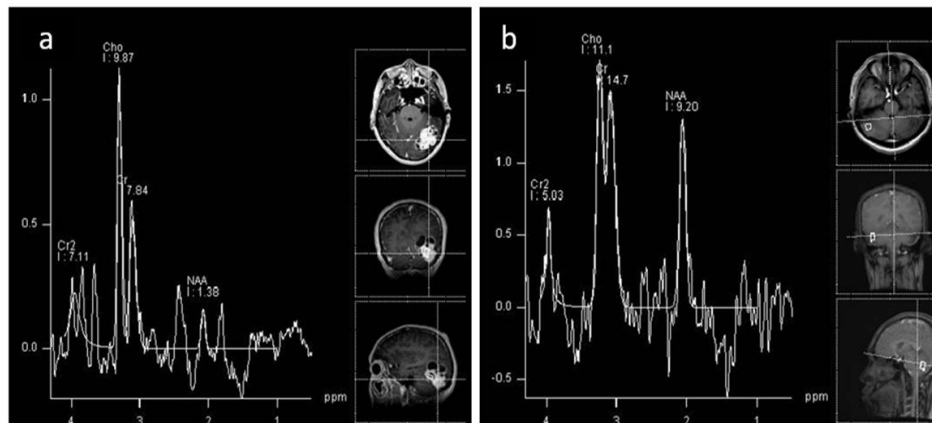 a
Cho
I : 9.87
1.0
Cr
7.84
0.5
Cr2
I : 7.11
NAA
I : 1.38
0.0
ppm
4
3
2
1
b
Cho
I : 11.1
Cr
14.7
1.5
NAA
I : 9.20
1.0
Cr2
I : 5.03
0.5
0.0
-0.5
ppm
4
3
2
1